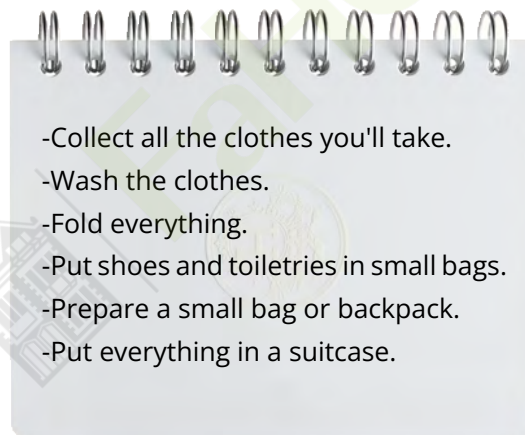 -Collect all the clothes you'll take.
-Wash the clothes.
-Fold everything.
-Put shoes and toiletries in small bags.
-Prepare a small bag or backpack.
-Put everything in a suitcase.